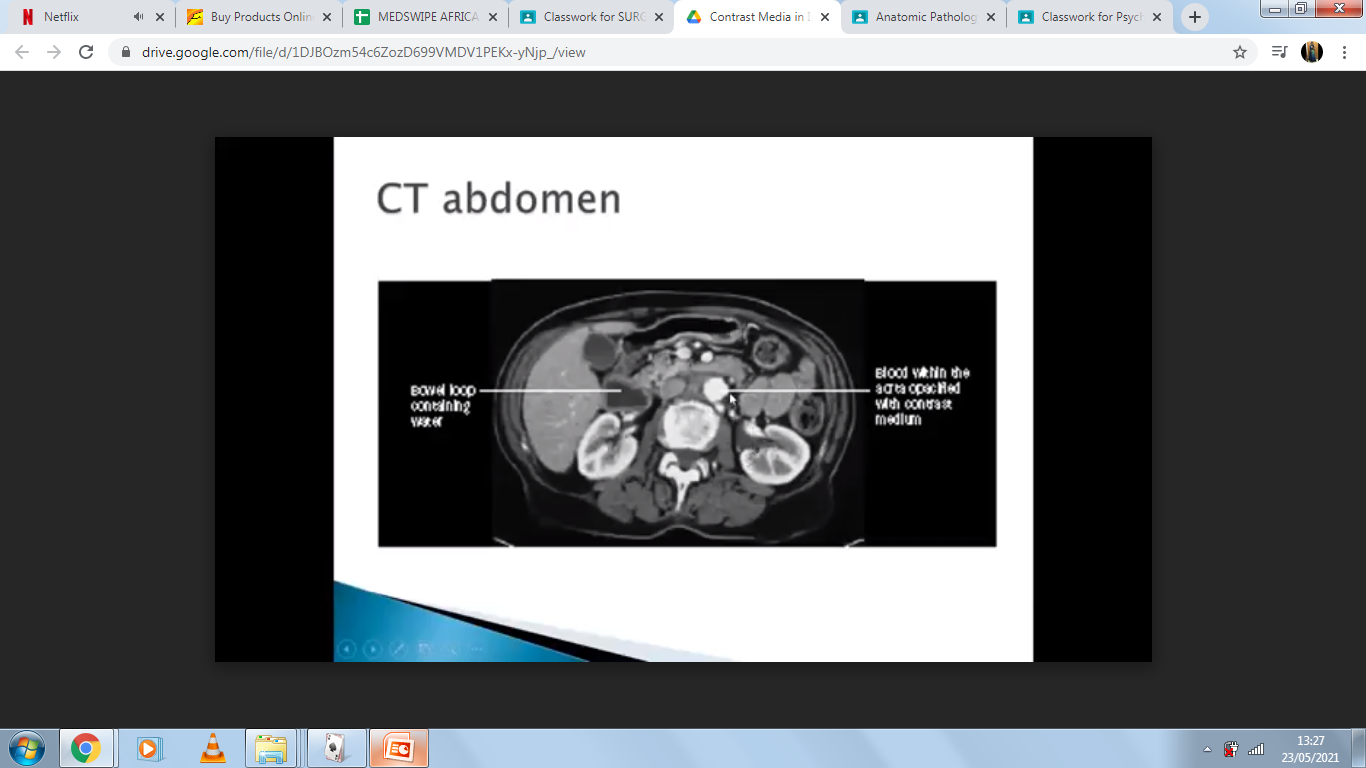 Netflix
Buy Products Onlin
MEDSWIPE AFRICA
Classwork for SURG
Contrast Media in I
Anatomic Patholog
Classwork for Psych
drive.google.com/file/d/1DJBOzm54c6ZozD699VMDV1PEKx-yNjp_/view
CT abdomen
Bowel loop
containing
water
Blood within the
aorta opacified
with contrast
medium
13:27
23/05/2021